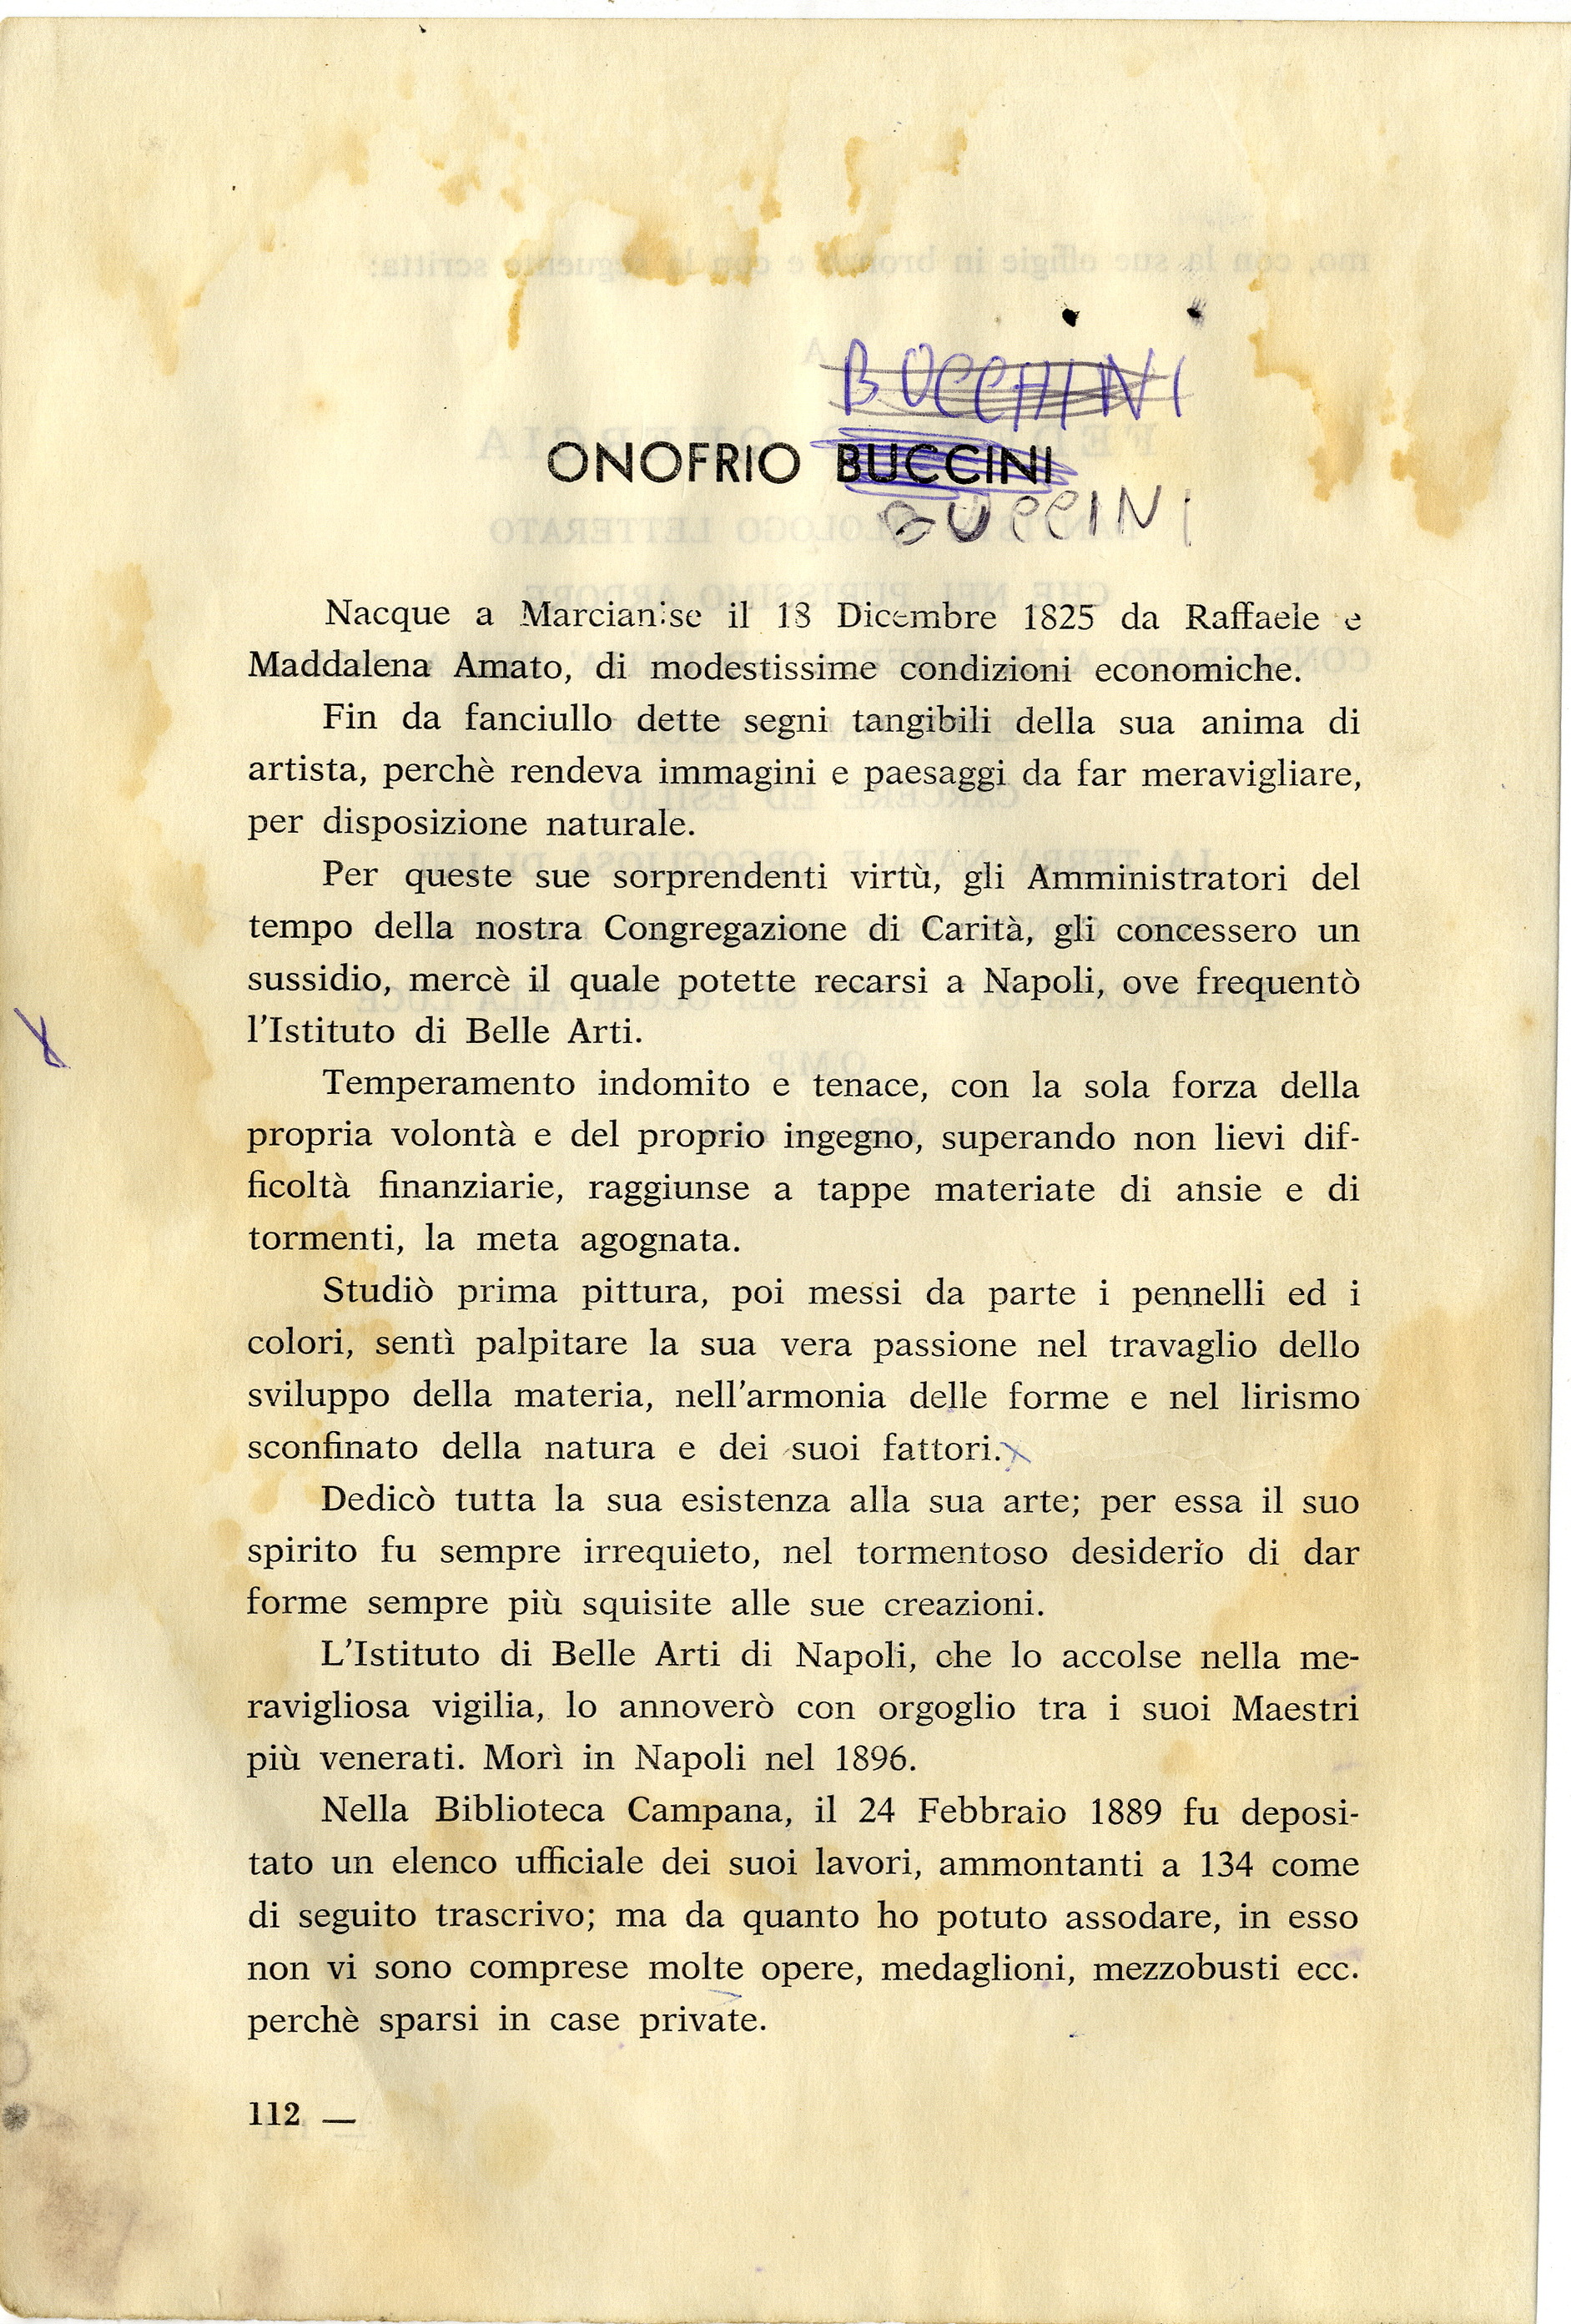 BUCCHINI
ONOFRIO BUCCINI
BUCCINI
Nacque a Marcianise il 18 Dicembre 1825 da Raffaele e
Maddalena Amato, di modestissime condizioni economiche.
Fin da fanciullo dette segni tangibili della sua anima di
artista, perchè rendeva immagini e paesaggi da far meravigliare,
per disposizione naturale.
Per queste sue sorprendenti virtù, gli Amministratori del
tempo della nostra Congregazione di Carità, gli concessero un
sussidio, mercè il quale potette recarsi a Napoli, ove frequentò
l'Istituto di Belle Arti.
Temperamento indomito e tenace, con la sola forza della
propria volontà e del proprio ingegno, superando non lievi dif-
ficoltà finanziarie, raggiunse a tappe materiate di ansie e di
tormenti, la meta agognata.
Studiò prima pittura, poi messi da parte i pennelli ed i
colori, sentì palpitare la sua vera passione nel travaglio dello
sviluppo della materia, nell'armonia delle forme e nel lirismo
sconfinato della natura e dei suoi fattori.
Dedicò tutta la sua esistenza alla sua arte; per essa il suo
spirito fu sempre irrequieto, nel tormentoso desiderio di dar
forme sempre più squisite alle sue creazioni.
L'Istituto di Belle Arti di Napoli, che lo accolse nella me-
ravigliosa vigilia, lo annoverò con orgoglio tra i suoi Maestri
più venerati. Morì in Napoli nel 1896.
Nella Biblioteca Campana, il 24 Febbraio 1889 fu deposi-
tato un elenco ufficiale dei suoi lavori, ammontanti a 134 come
di seguito trascrivo; ma da quanto ho potuto assodare, in esso
non vi sono comprese molte opere, medaglioni, mezzobusti ecc.
perchè sparsi in case private.
112 —